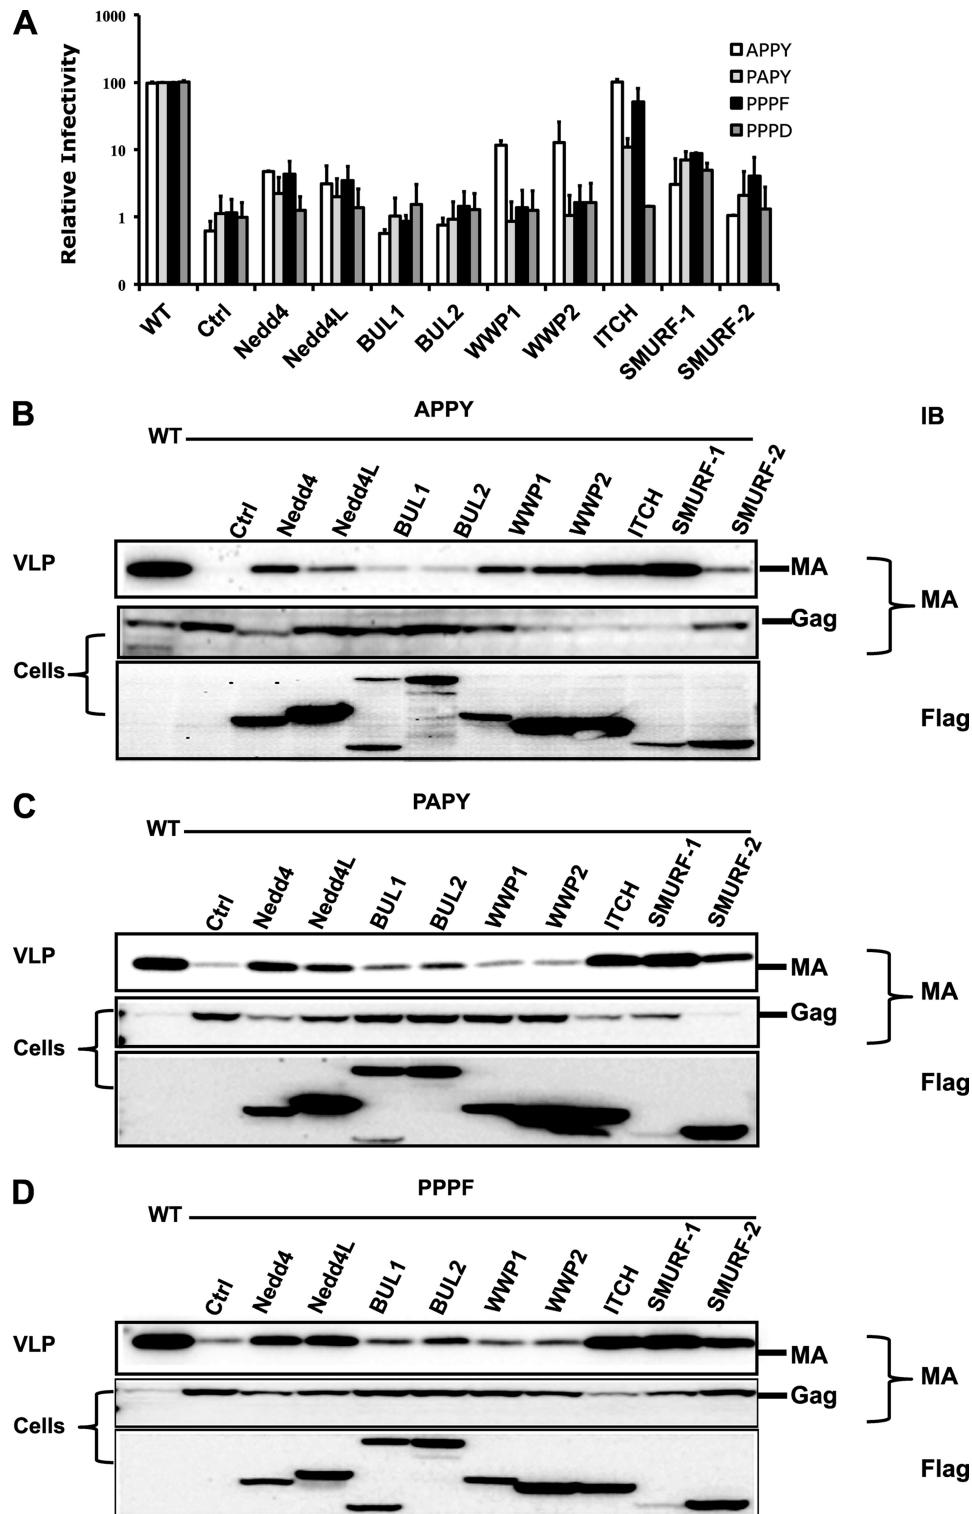 A
Relative Infectivity
1000
100
10
1
0
APPY
PAPY
PPPF
PPPD
WT
Ctrl
Nedd4
Nedd4L
BUL1
BUL2
WWP1
WWP2
ITCH
SMURF-1
SMURF-2
B
APPY
IB
WT
Ctrl
Nedd4
Nedd4L
BUL1
BUL2
WWP1
WWP2
ITCH
SMURF-1
SMURF-2
VLP
MA
Gag
MA
Cells
Flag
C
PAPY
WT
Ctrl
Nedd4
Nedd4L
BUL1
BUL2
WWP1
WWP2
ITCH
SMURF-1
SMURF-2
VLP
MA
Gag
MA
Cells
Flag
D
PPPF
WT
Ctrl
Nedd4
Nedd4L
BUL1
BUL2
WWP1
WWP2
ITCH
SMURF-1
SMURF-2
VLP
MA
Gag
MA
Cells
Flag